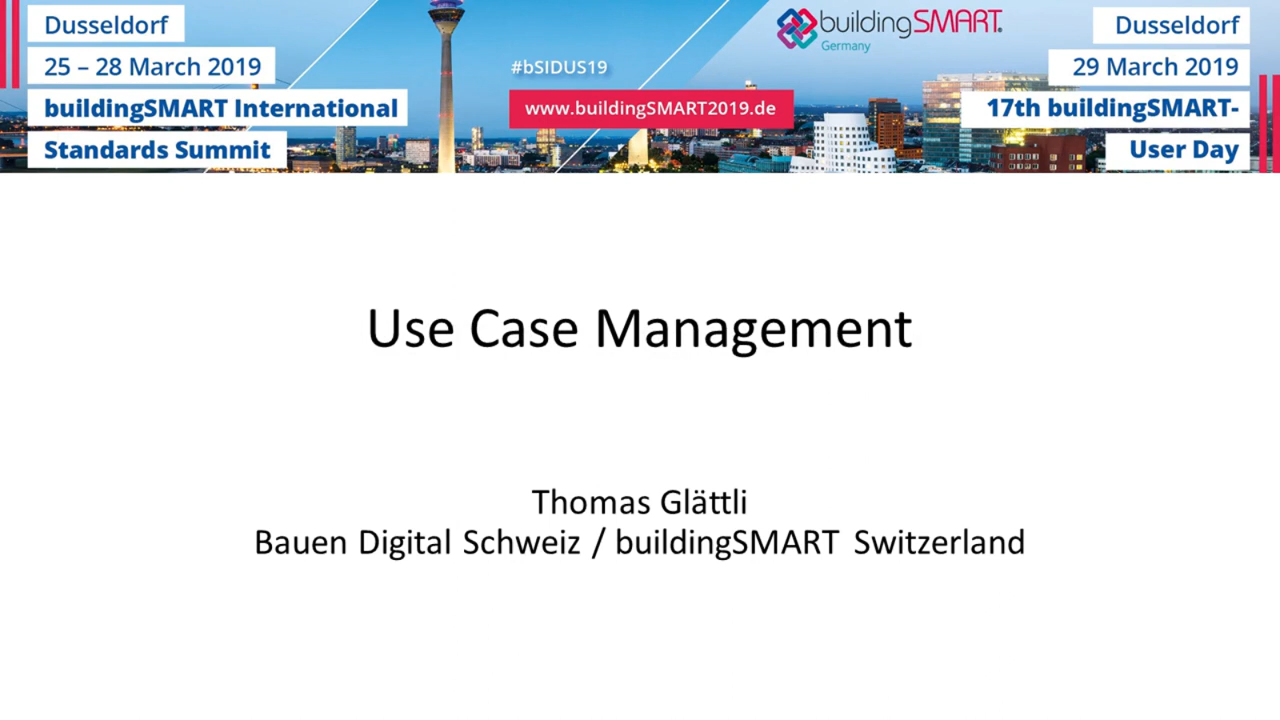 Dusseldorf
25 – 28 March 2019
buildingSMART International
Standards Summit
#bSIDUS19
www.buildingSMART2019.de
buildingSMART®
Germany
Dusseldorf
29 March 2019
17th buildingSMART-
User Day
Use Case Management
Thomas Glättli
Bauen Digital Schweiz / buildingSMART Switzerland